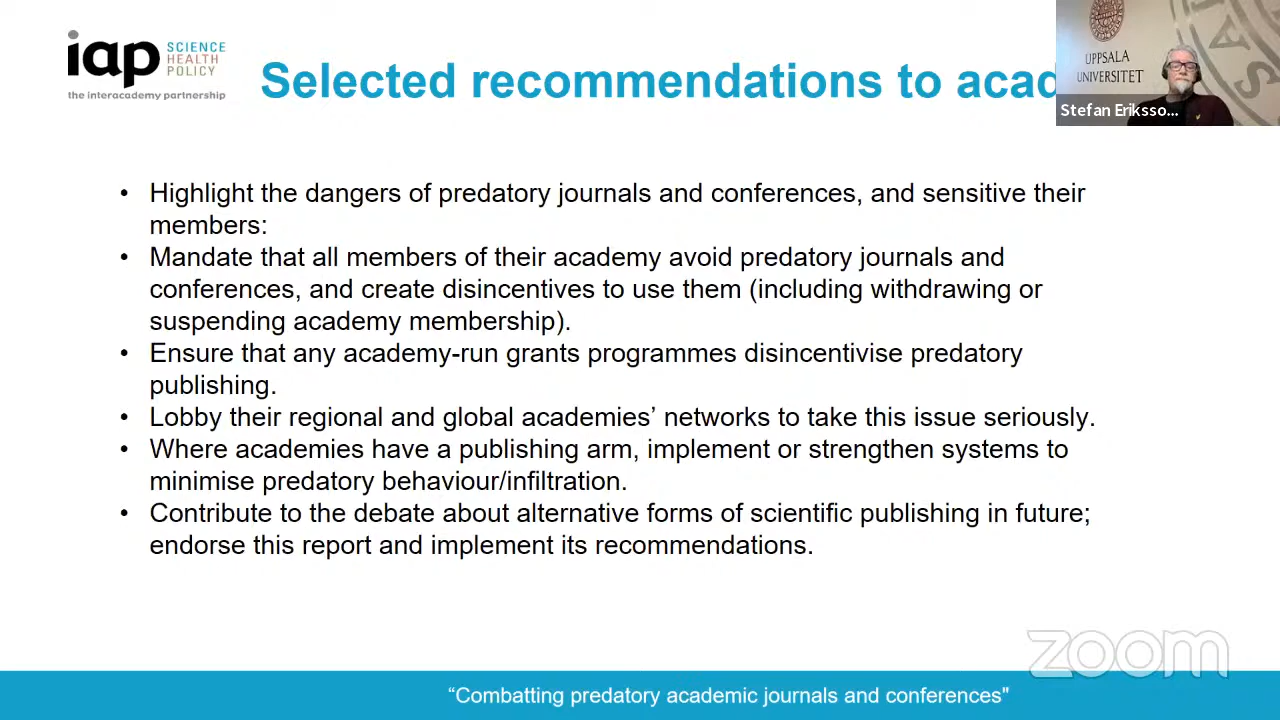 iap SCIENCE
HEALTH
POLICY
the interacademy partnership
Selected recommendations to acad
UPPSALA
UNIVERSITET
Stefan Eriksso...
• Highlight the dangers of predatory journals and conferences, and sensitive their
members:
• Mandate that all members of their academy avoid predatory journals and
conferences, and create disincentives to use them (including withdrawing or
suspending academy membership).
• Ensure that any academy-run grants programmes disincentivise predatory
publishing.
• Lobby their regional and global academies’ networks to take this issue seriously.
• Where academies have a publishing arm, implement or strengthen systems to
minimise predatory behaviour/infiltration.
• Contribute to the debate about alternative forms of scientific publishing in future;
endorse this report and implement its recommendations.
zoom
“Combatting predatory academic journals and conferences"